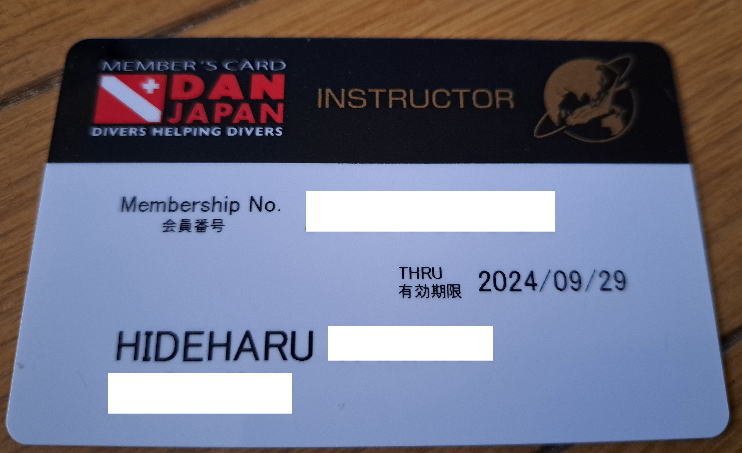 MEMBER'S CARD
DAN
JAPAN
DIVERS HELPING DIVERS
INSTRUCTOR
Membership No.
会員番号
THRU
有効期限 2024/09/29
HIDEHARU